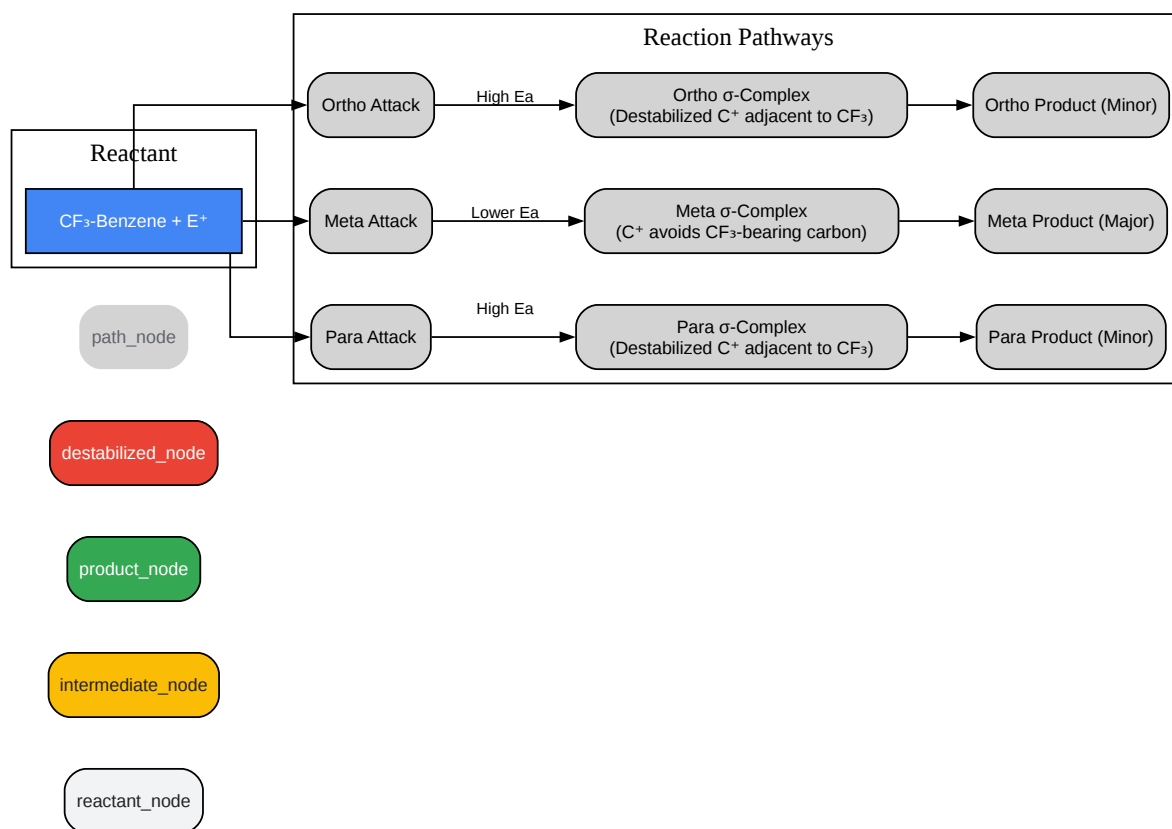 Reaction Pathways
Reactant
CF₃-Benzene + E⁺
Ortho Attack
High Ea
Ortho σ-Complex
(Destabilized C⁺ adjacent to CF₃)
Ortho Product (Minor)
Meta Attack
Lower Ea
Meta σ-Complex
(C⁺ avoids CF₃-bearing carbon)
Meta Product (Major)
Para Attack
High Ea
Para σ-Complex
(Destabilized C⁺ adjacent to CF₃)
Para Product (Minor)
path_node
destabilized_node
product_node
intermediate_node
reactant_node